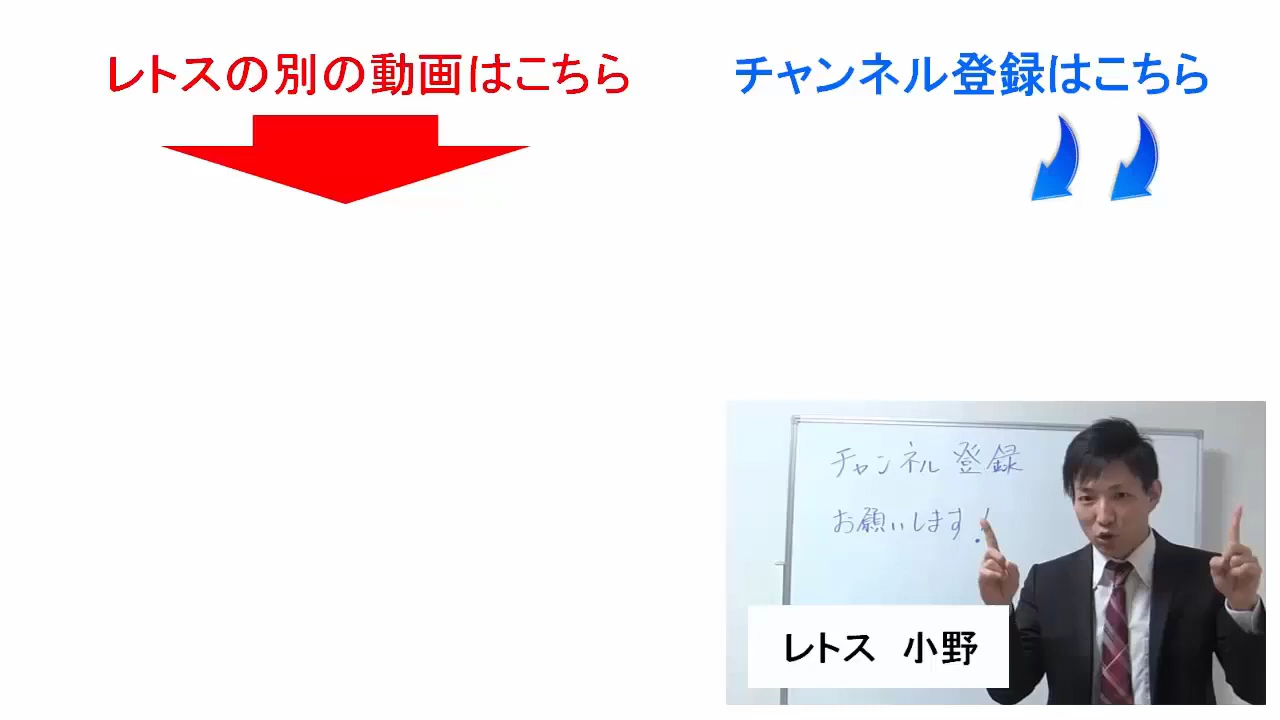 レトスの別の動画はこちら
チャンネル登録はこちら
チャンネル登録
お願いします!
レトス 小野